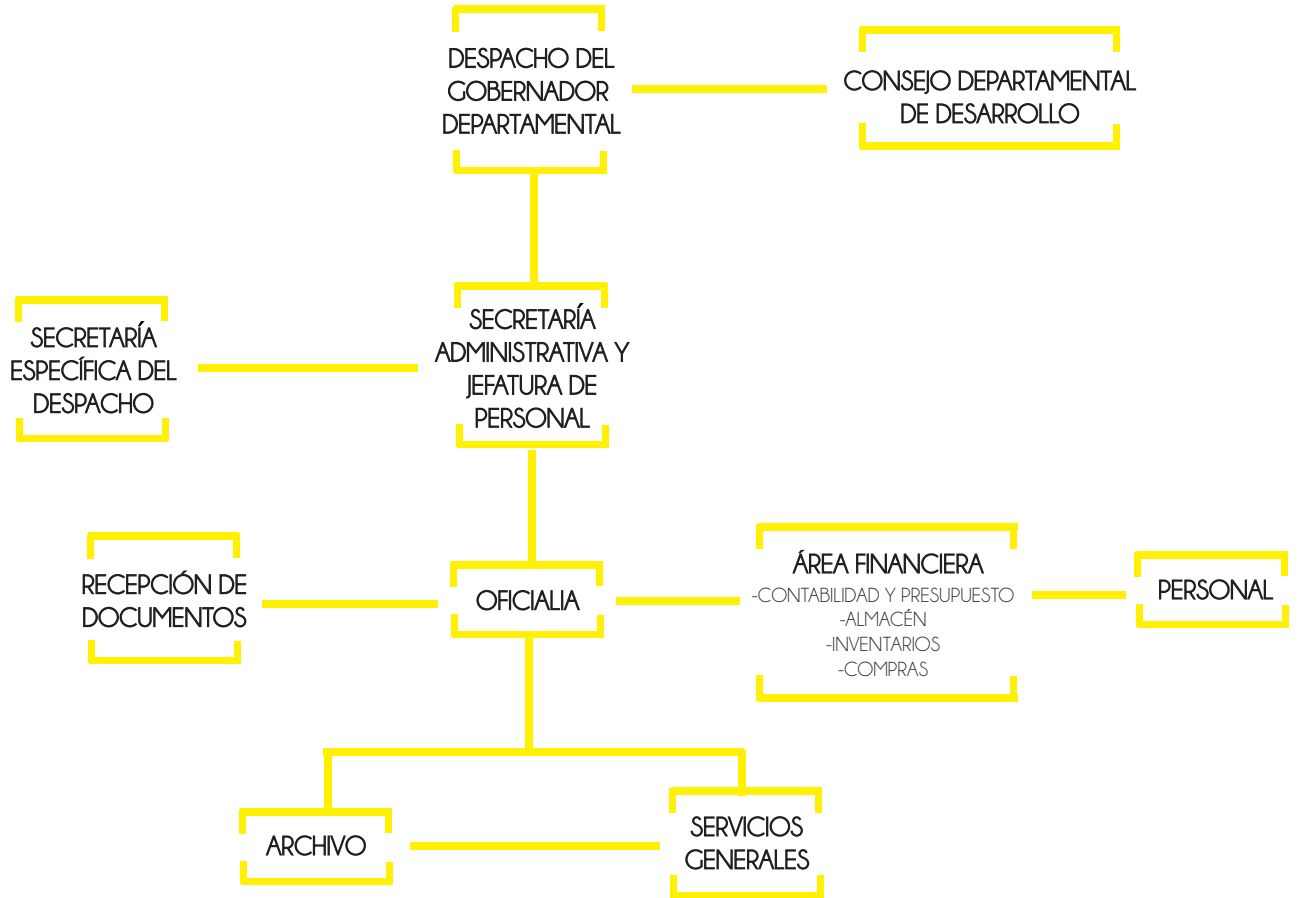 DESPACHO DEL
GOBERNADOR
DEPARTAMENTAL
CONSEJO DEPARTAMENTAL
DE DESARROLLO
SECRETARÍA
ESPECÍFICA DEL
DESPACHO
SECRETARÍA
ADMINISTRATIVA Y
JEFATURA DE
PERSONAL
RECEPCIÓN DE
DOCUMENTOS
OFICIALIA
ÁREA FINANCIERA
-CONTABILIDAD Y PRESUPUESTO
-ALMACÉN
-INVENTARIOS
-COMPRAS
PERSONAL
ARCHIVO
SERVICIOS
GENERALES